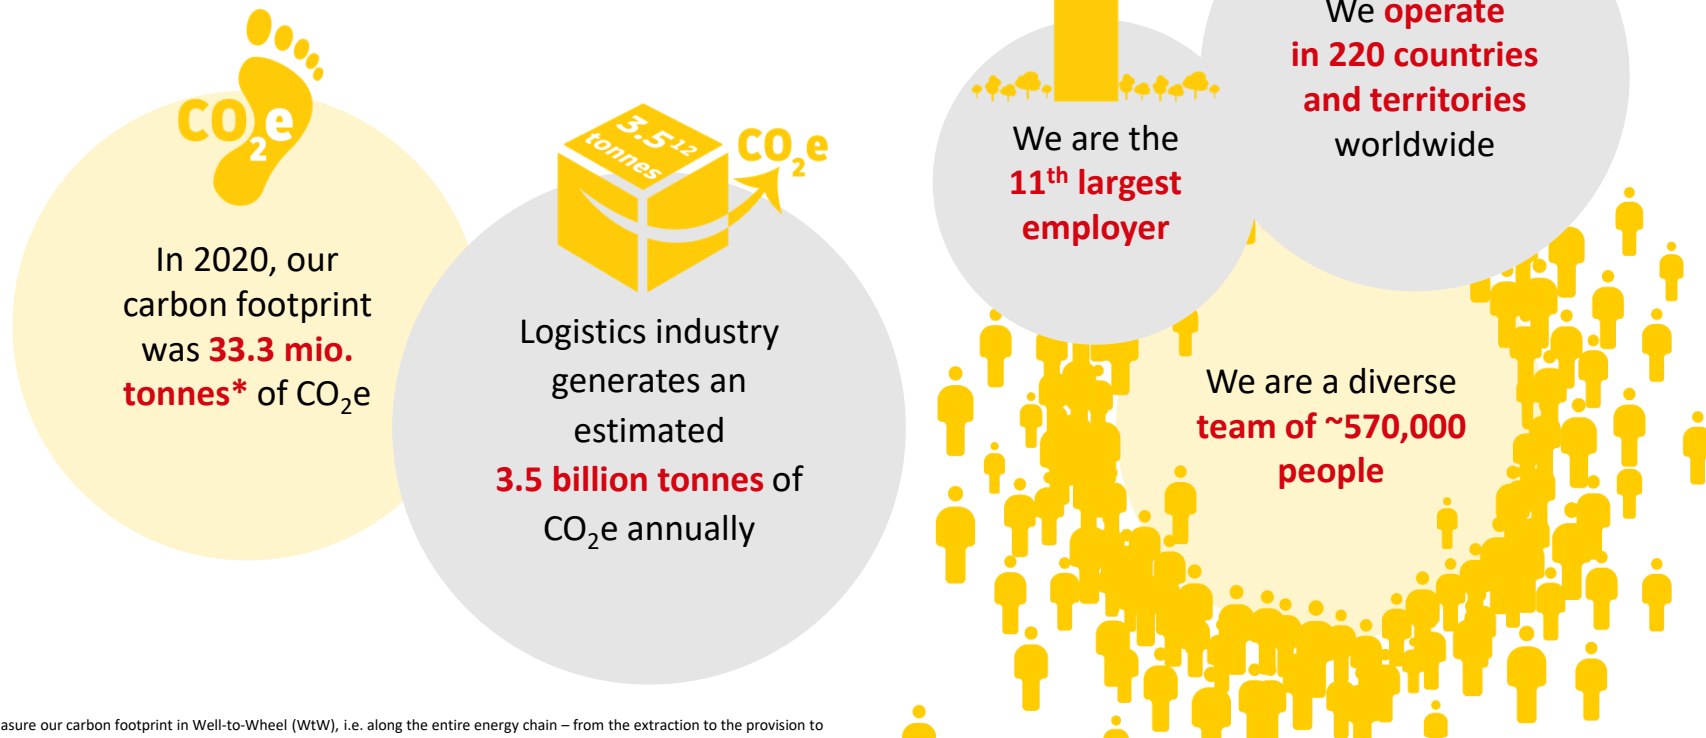 CO2e
In 2020, our
carbon footprint
was 33.3 mio.
tonnes* of CO2e
3.5 12
tonnes
CO2e
Logistics industry
generates an
estimated
3.5 billion tonnes of
CO2e annually
We are the
11th largest
employer
We operate
in 220 countries
and territories
worldwide
We are a diverse
team of ~570,000
people
our carbon footprint in Well-to-Wheel (WtW), i.e. along the entire energy chain – from the extraction to the provision to